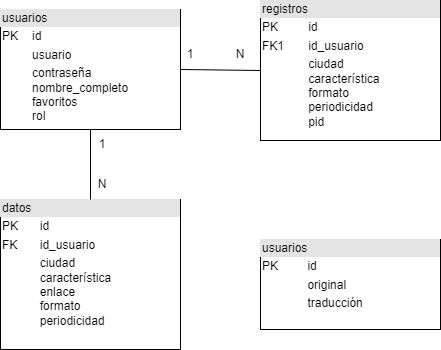 usuarios
PK id
usuario
contraseña
nombre_completo
favoritos
rol
1 N
registros
PK id
FK1 id_usuario
ciudad
característica
formato
periodicidad
pid
1
N
datos
PK id
FK id_usuario
ciudad
característica
enlace
formato
periodicidad
usuarios
PK id
original
traducción